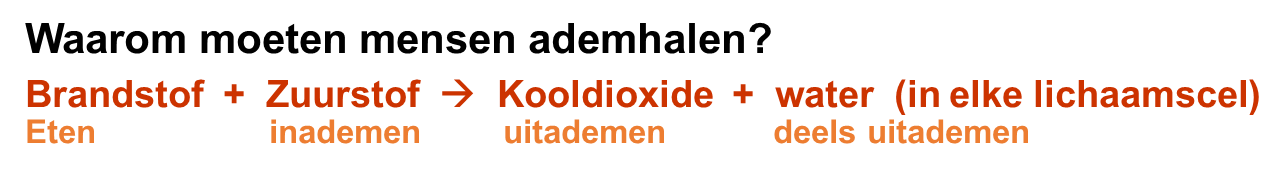 Waarom moeten mensen ademhalen?
Brandstof + Zuurstof → Kooldioxide + water (in elke lichaamscel)
Eten inademen uitademen deels uitademen